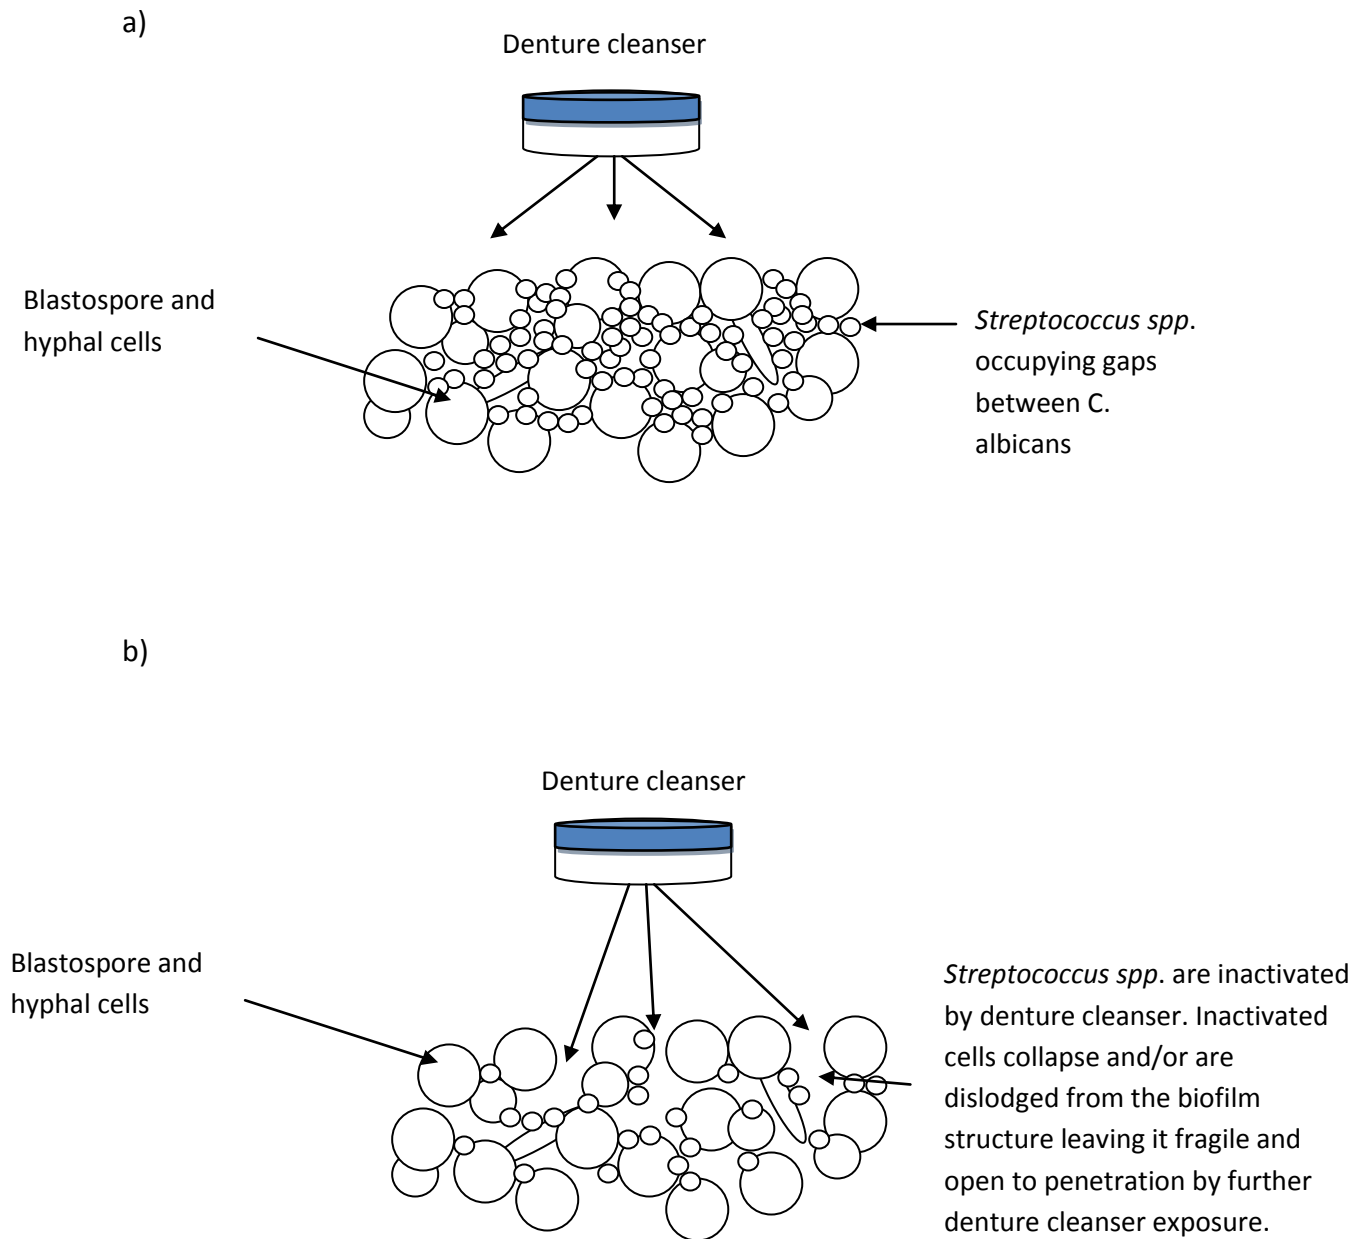 a)
Denture cleanser
Blastospore and
hyphal cells
Streptococcus spp.
occupying gaps
between C.
albicans
b)
Denture cleanser
Blastospore and
hyphal cells
Streptococcus spp. are inactivated
by denture cleanser. Inactivated
cells collapse and/or are
dislodged from the biofilm
structure leaving it fragile and
open to penetration by further
denture cleanser exposure.